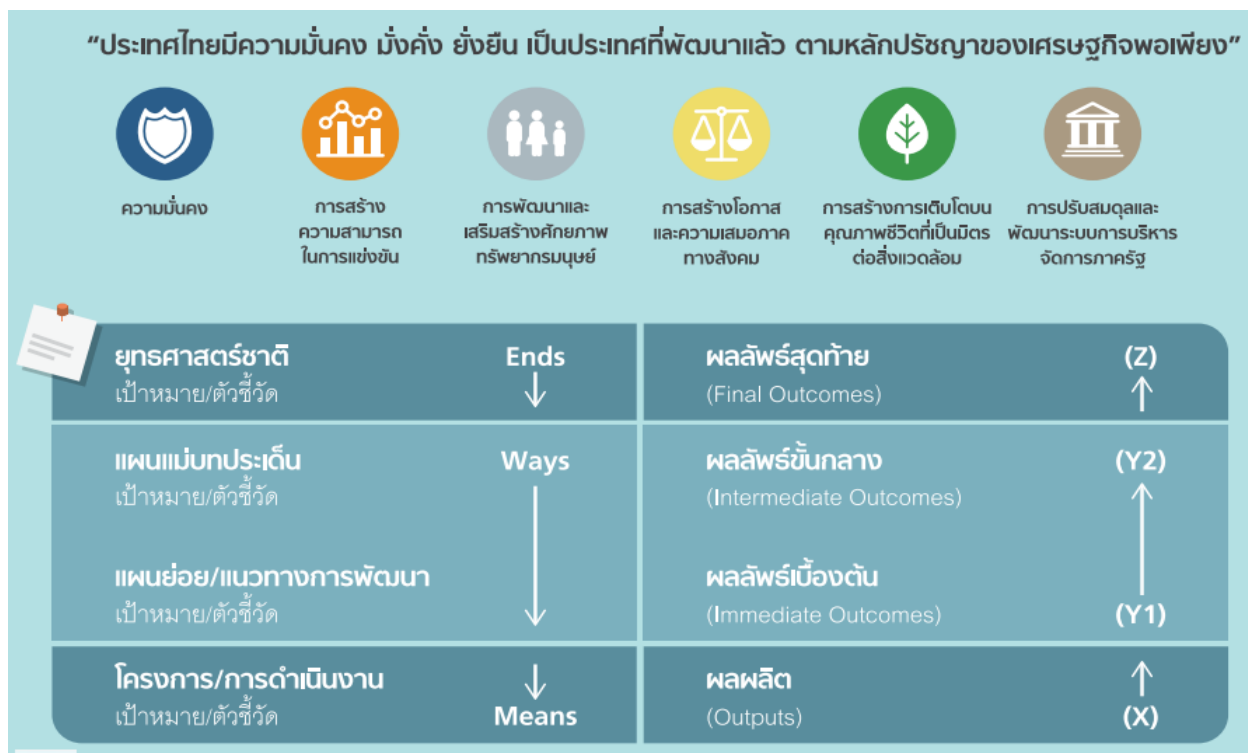 “ประเทศไทยมีความมั่นคง มั่งคั่ง ยั่งยืน เป็นประเทศที่พัฒนาแล้ว ตามหลักปรัชญาของเศรษฐกิจพอเพียง”
ความมั่นคง
การสร้าง
ความสามารถ
ในการแข่งขัน
การพัฒนาและ
เสริมสร้างศักยภาพ
ทรัพยากรมนุษย์
การสร้างโอกาส
และความเสมอภาค
ทางสังคม
การสร้างการเติบโตบน
คุณภาพชีวิตที่เป็นมิตร
ต่อสิ่งแวดล้อม
การปรับสมดุลและ
พัฒนาระบบการบริหาร
จัดการภาครัฐ
ยุทธศาสตร์ชาติ Ends ผลลัพธ์สุดท้าย (Z)
เป้าหมาย/ตัวชี้วัด (Final Outcomes)
แผนแม่บทประเด็น Ways ผลลัพธ์ขั้นกลาง (Y2)
เป้าหมาย/ตัวชี้วัด (Intermediate Outcomes)
แผนย่อย/แนวทางการพัฒนา ผลลัพธ์เบื้องต้น
เป้าหมาย/ตัวชี้วัด (Immediate Outcomes) (Y1)
โครงการ/การดำเนินงาน ผลผลิต
เป้าหมาย/ตัวชี้วัด Means (Outputs) (X)